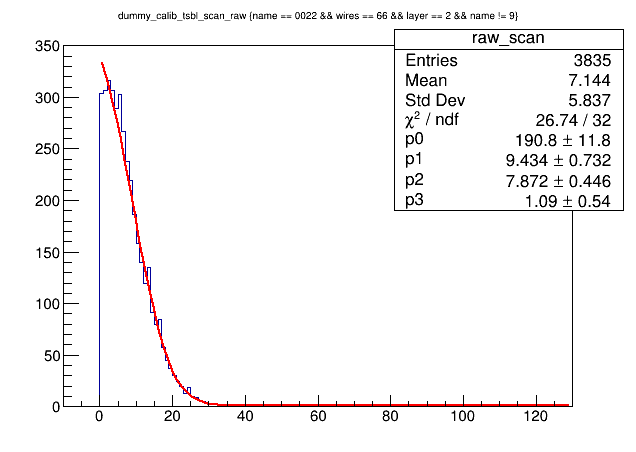 dummy_calib_tsbl_scan_raw {name == 0022 && wires == 66 && layer == 2 && name != 9}
raw_scan
Entries 3835
Mean 7.144
Std Dev 5.837
χ² / ndf 26.74 / 32
p0 190.8 ± 11.8
p1 9.434 ± 0.732
p2 7.872 ± 0.446
p3 1.09 ± 0.54
350
300
250
200
150
100
50
0
0 20 40 60 80 100 120